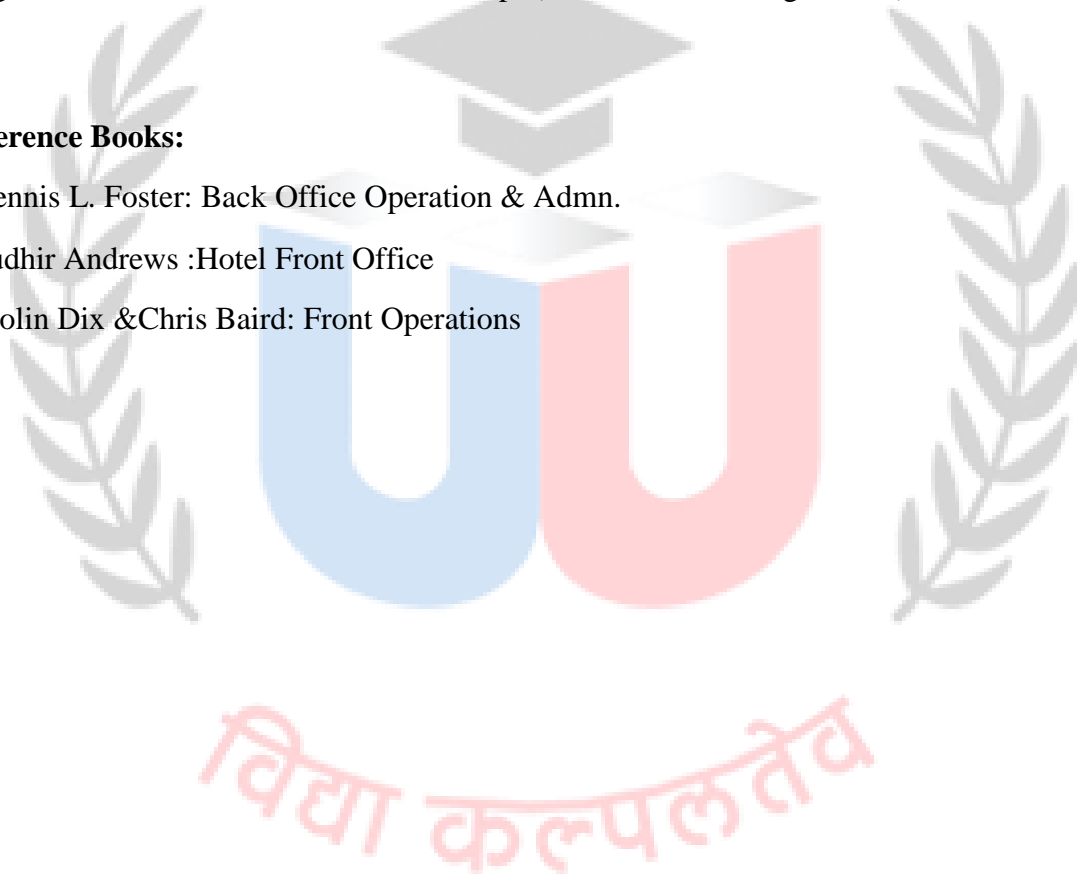 erence Books:
ennis L. Foster: Back Office Operation & Admn.
udhir Andrews :Hotel Front Office
olin Dix &Chris Baird: Front Operations
विद्या कल्पलतेव